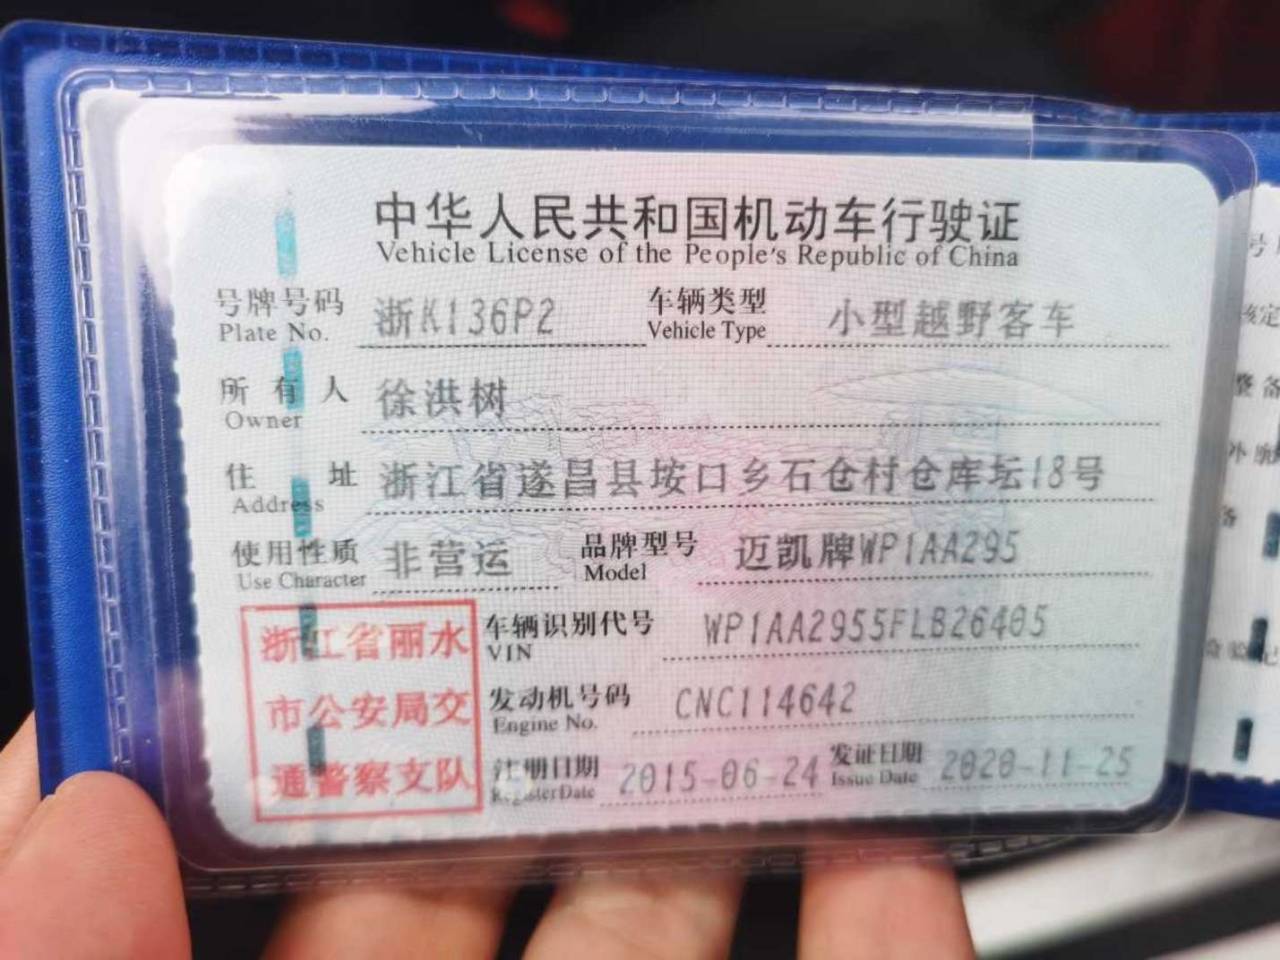 中华人民共和国机动车行驶证
Vehicle License of the People's Republic of China
号牌号码 浙K136P2 车辆类型 小型越野客车
Plate No. Vehicle Type
所有人 徐洪树
Owner
住址 浙江省遂昌县垵口乡石仓村仓库坛18号
Address
使用性质 非营运 品牌型号 迈凯牌WP1AA295
Use Character Model
浙江省丽水
市公安局交
通警察支队
车辆识别代号 WP1AA2955FLB26405
VIN
发动机号码 CNC114642
Engine No.
注册日期 2015-06-24 发证日期 2020-11-25
Register Date Issue Date